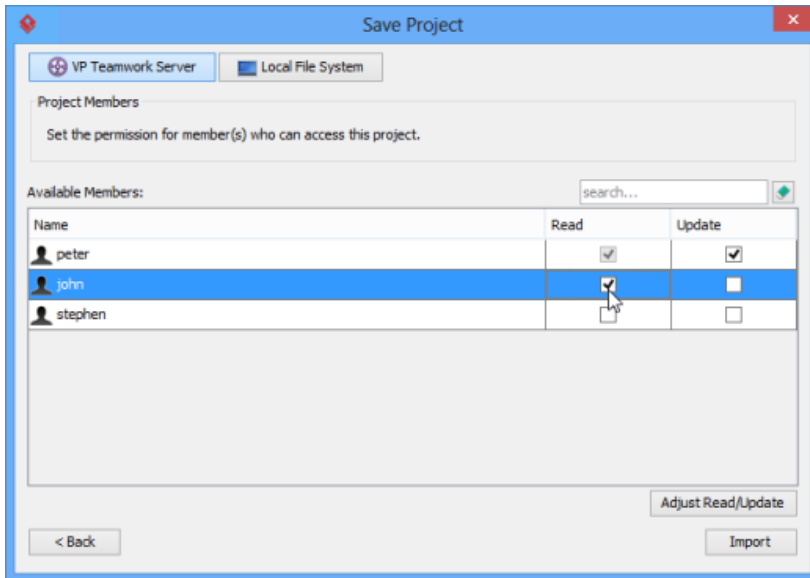 Save Project
VP Teamwork Server Local File System
Project Members
Set the permission for member(s) who can access this project.
Available Members: search...
Name Read Update
peter
john
stephen
Adjust Read/Update
< Back Import